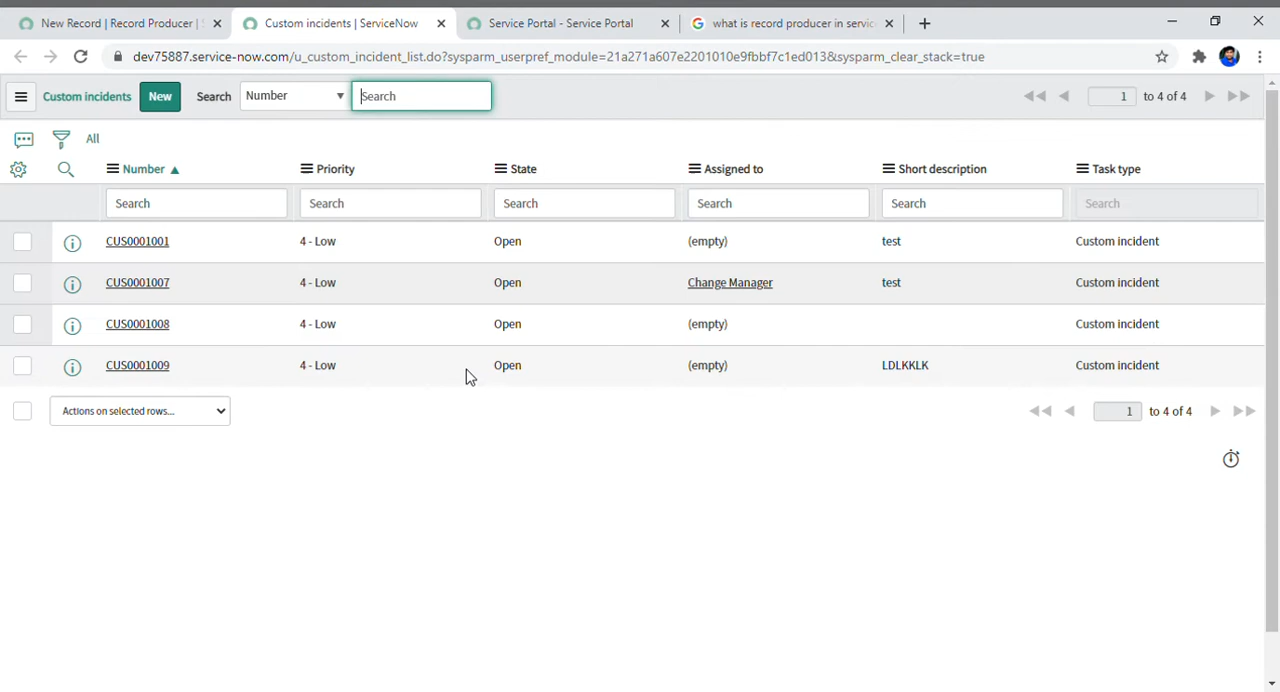 New Record | Record Producer | S
Custom incidents | ServiceNow
Service Portal - Service Portal
what is record producer in servic
dev75887.service-now.com/u_custom_incident_list.do?sysparm_userpref_module=21a271a607e2201010e9fbbf7c1ed013&sysparm_clear_stack=true
Custom incidents New Search Number Search 1 to 4 of 4
All
Number Priority State Assigned to Short description Task type
Search Search Search Search Search Search
CUS0001001 4 - Low Open (empty) test Custom incident
CUS0001007 4 - Low Open Change Manager test Custom incident
CUS0001008 4 - Low Open (empty) Custom incident
CUS0001009 4 - Low Open (empty) LDLKKLK Custom incident
Actions on selected rows... 1 to 4 of 4